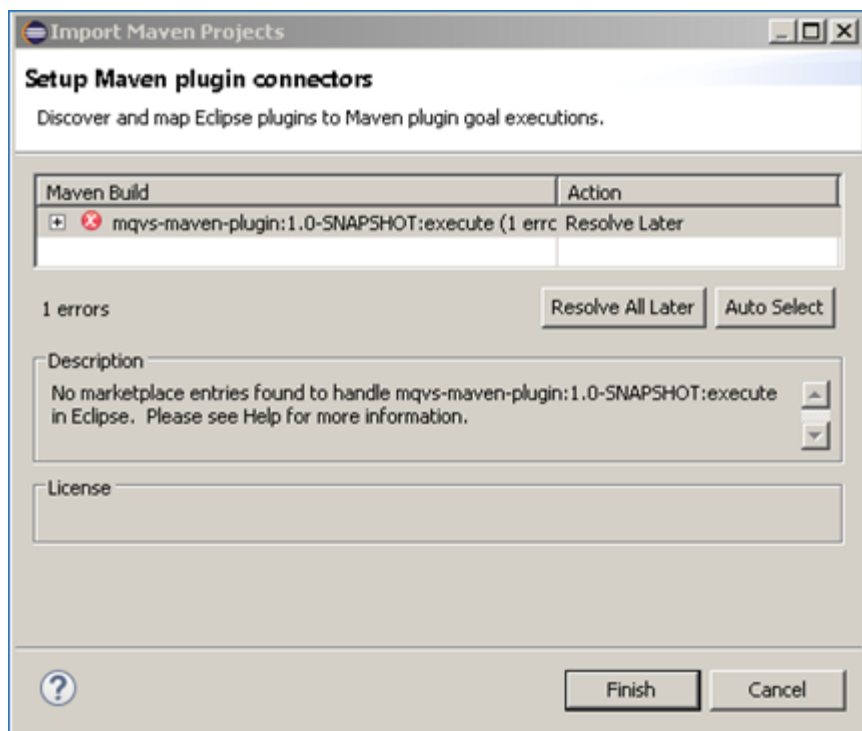 Import Maven Projects
Setup Maven plugin connectors
Discover and map Eclipse plugins to Maven plugin goal executions.
Maven Build Action
mqvs-maven-plugin:1.0-SNAPSHOT:execute (1 errc Resolve Later
1 errors Resolve All Later Auto Select
Description
No marketplace entries found to handle mqvs-maven-plugin:1.0-SNAPSHOT:execute
in Eclipse. Please see Help for more information.
License
? Finish Cancel